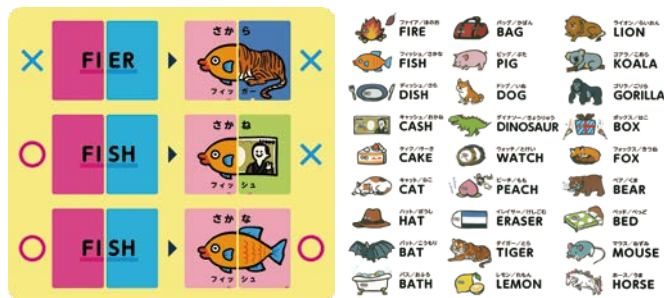 FI ER
さか ら
フィッ ガー
FI SH
さか ね
フィッ シュ
FI SH
さか な
フィッ シュ
ファイア/ほのお
FIRE
フィッシュ/さかな
FISH
ディッシュ/さら
DISH
キャッシュ/おかね
CASH
ケイク/けーき
CAKE
キャット/ねこ
CAT
ハット/ぼうし
HAT
バット/こうもり
BAT
バス/おふろ
BATH
バッグ/かばん
BAG
ピッグ/ぶた
PIG
ドッグ/いぬ
DOG
ダイナソー/きょうりゅう
DINOSAUR
ウォッチ/とけい
WATCH
ピーチ/もも
PEACH
イレイサー/けしごむ
ERASER
タイガー/とら
TIGER
レモン/れもん
LEMON
ライオン/らいおん
LION
コアラ/こあら
KOALA
ゴリラ/ごりら
GORILLA
ボックス/はこ
BOX
フォックス/きつね
FOX
ベア/くま
BEAR
ベッド/べっど
BED
マウス/ねずみ
MOUSE
ホース/うま
HORSE